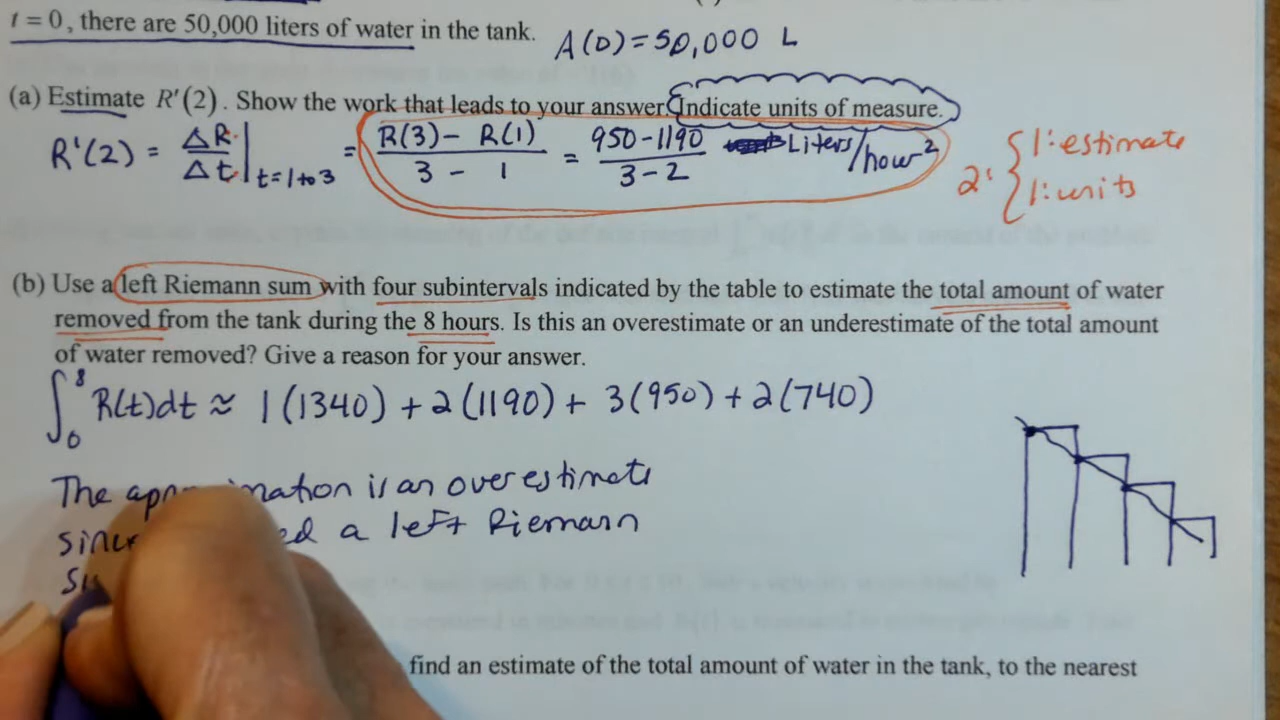 t = 0, there are 50,000 liters of water in the tank. A(0) = 50,000 L
(a) Estimate R'(2). Show the work that leads to your answer. Indicate units of measure.
R'(2) = ΔR/Δt | t=1 to 3 = R(3) - R(1) / 3 - 1 = 950-1190 / 3-2 Liters/hour²
2: { 1: estimate
1: units
(b) Use a left Riemann sum with four subintervals indicated by the table to estimate the total amount of water
removed from the tank during the 8 hours. Is this an overestimate or an underestimate of the total amount
of water removed? Give a reason for your answer.
∫₀⁸ R(t)dt ≈ 1(1340) + 2(1190) + 3(950) + 2(740)
The is an overestimate
a left Riemann
find an estimate of the total amount of water in the tank, to the nearest